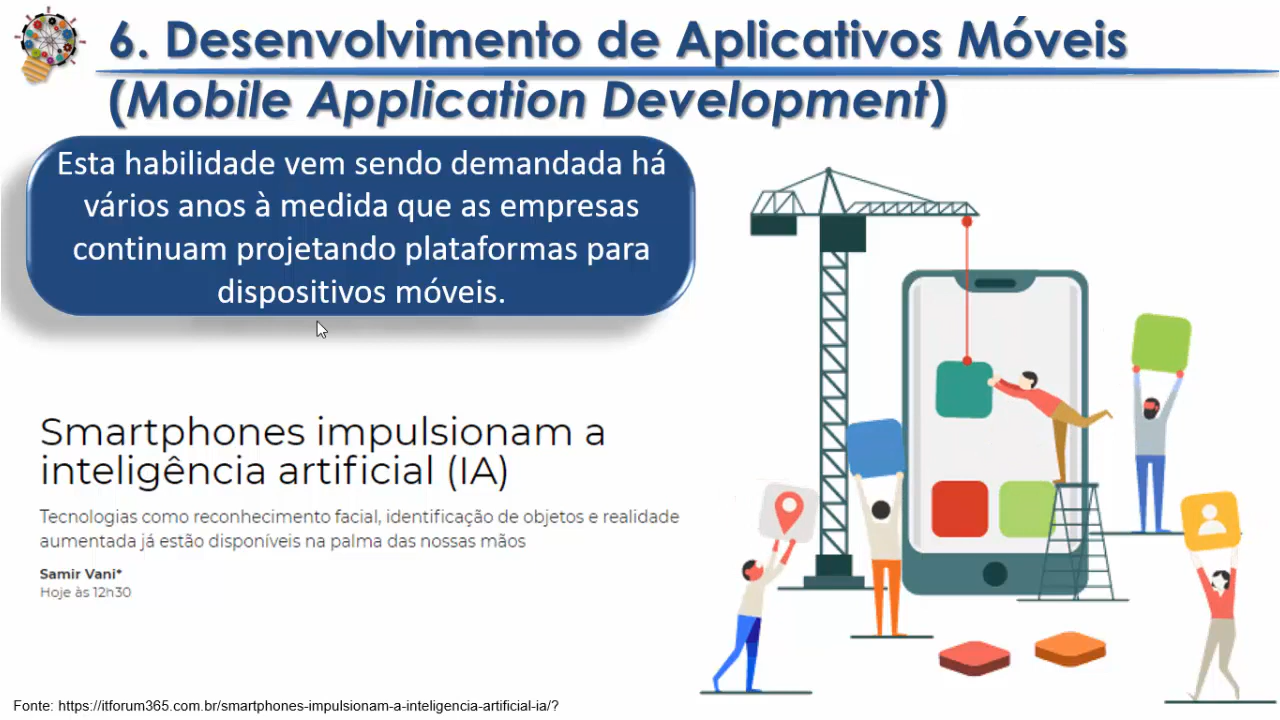 6. Desenvolvimento de Aplicativos Móveis
(Mobile Application Development)
Esta habilidade vem sendo demandada há
vários anos à medida que as empresas
continuam projetando plataformas para
dispositivos móveis.
Smartphones impulsionam a
inteligência artificial (IA)
Tecnologias como reconhecimento facial, identificação de objetos e realidade
aumentada já estão disponíveis na palma das nossas mãos
Samir Vani*
Hoje às 12h30
Fonte: https://itforum365.com.br/smartphones-impulsionam-a-inteligencia-artificial-ia/?